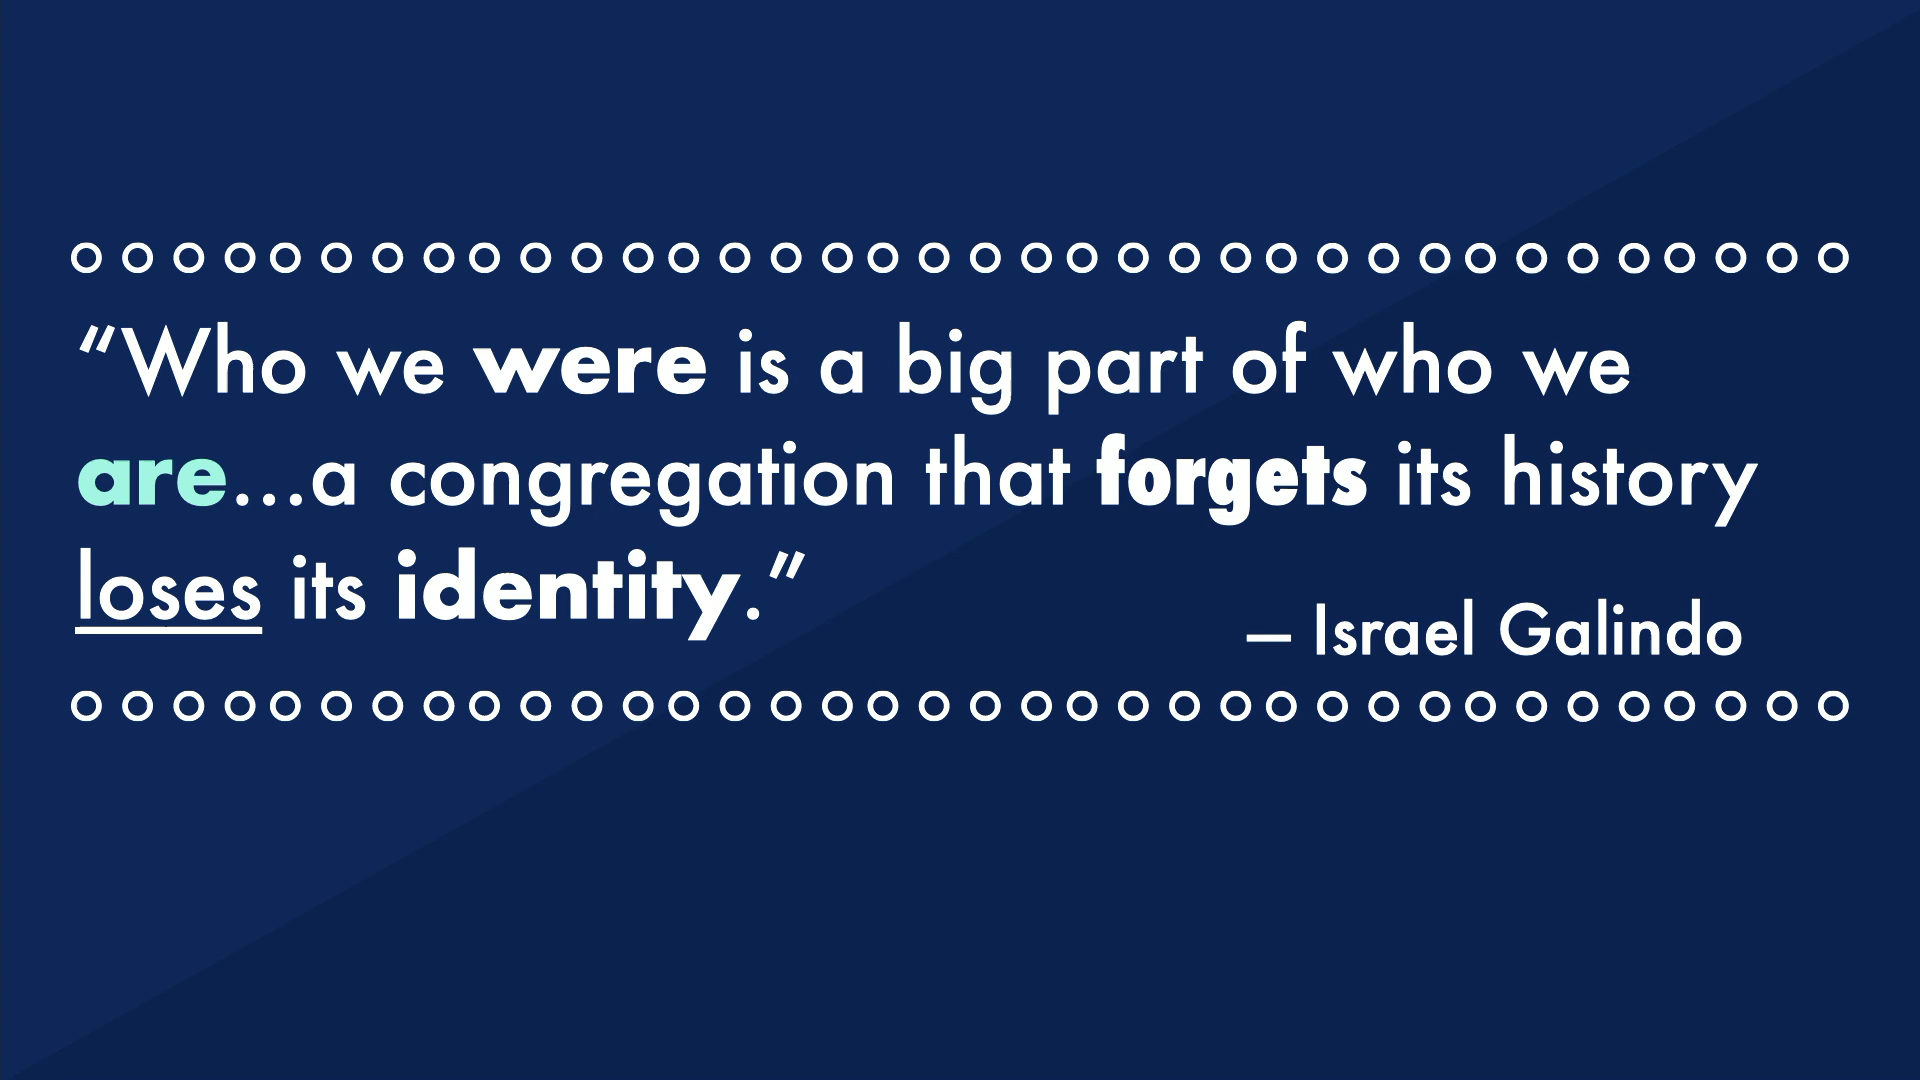 “Who we were is a big part of who we
are...a congregation that forgets its history
loses its identity.”
— Israel Galindo